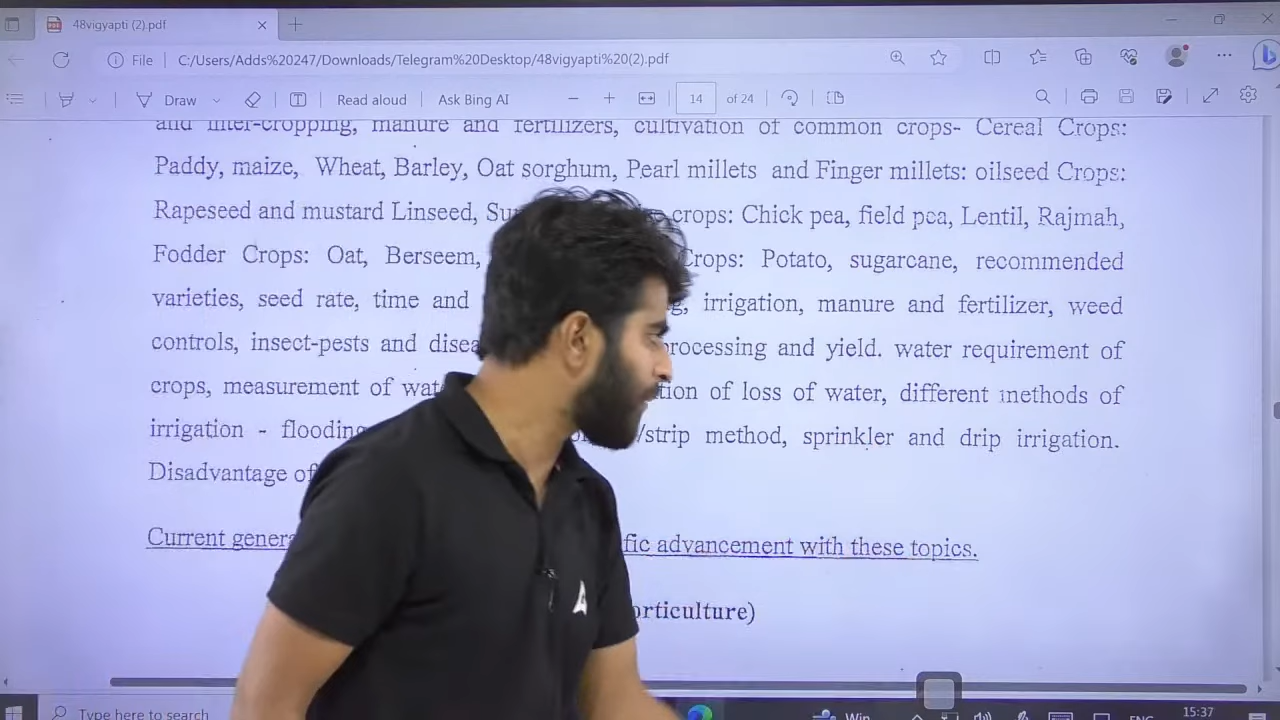 48vigyapti (2).pdf
File C:/Users/Adds%20247/Downloads/Telegram%20Desktop/48vigyapti%20(2).pdf
Draw Read aloud Ask Bing AI 14 of 24
and inter-cropping, manure and fertilizers, cultivation of common crops- Cereal Crops:
Paddy, maize, Wheat, Barley, Oat sorghum, Pearl millets and Finger millets: oilseed Crops:
Rapeseed and mustard Linseed, crops: Chick pea, field pea, Lentil, Rajmah,
Fodder Crops: Oat, Berseem, Crops: Potato, sugarcane, recommended
varieties, seed rate, time and irrigation, manure and fertilizer, weed
controls, insect-pests and processing and yield. water requirement of
crops, measurement of of loss of water, different methods of
irrigation - flooding /strip method, sprinkler and drip irrigation.
Disadvantage of
Current advancement with these topics.
Type here to search ENG 15:37